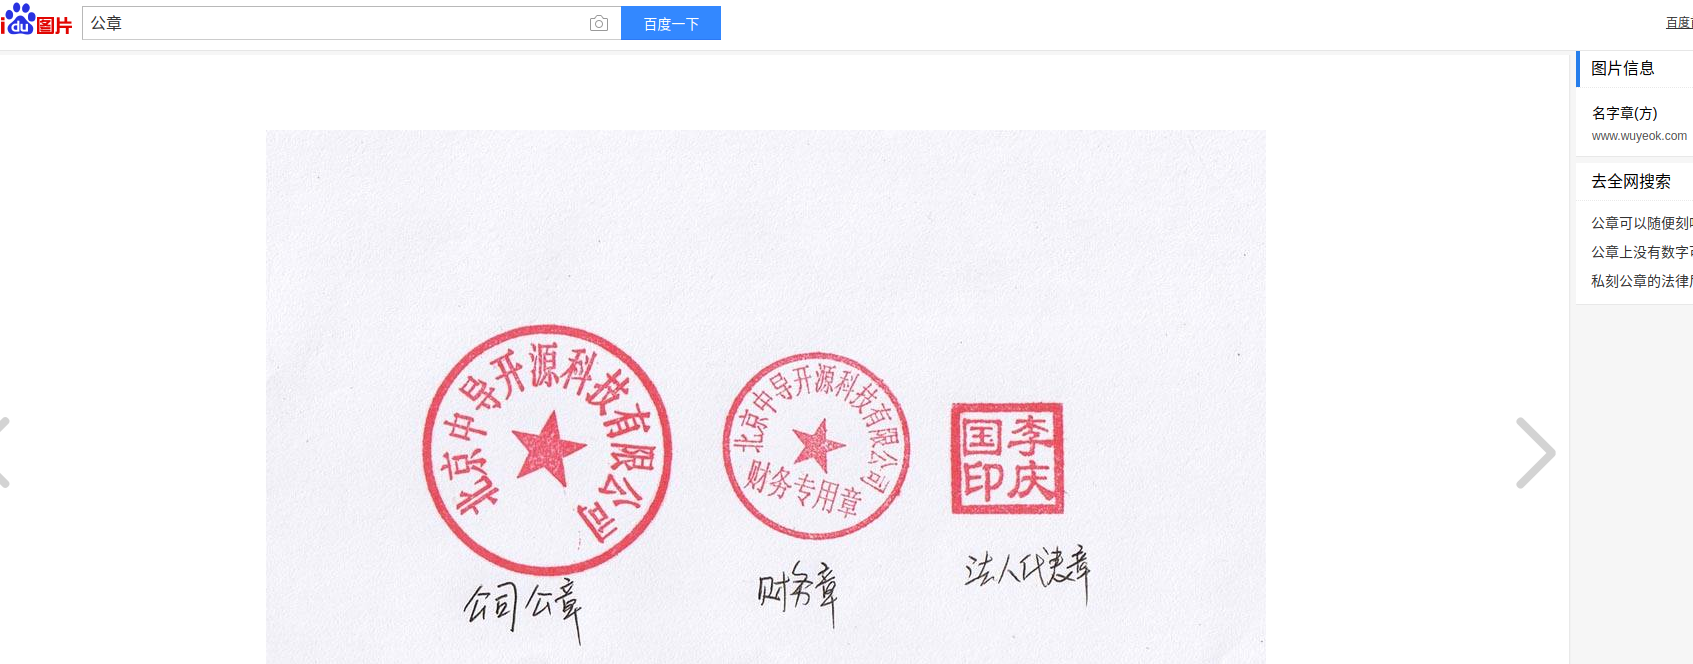 du图片
公章
百度一下
百度
图片信息
名字章(方)
www.wuyeok.com
去全网搜索
公章可以随便刻
公章上没有数字
私刻公章的法律
北京中导开源科技有限公司
北京中导开源科技有限公司
财务专用章
李庆
国印
公司公章
财务章
法人代表章